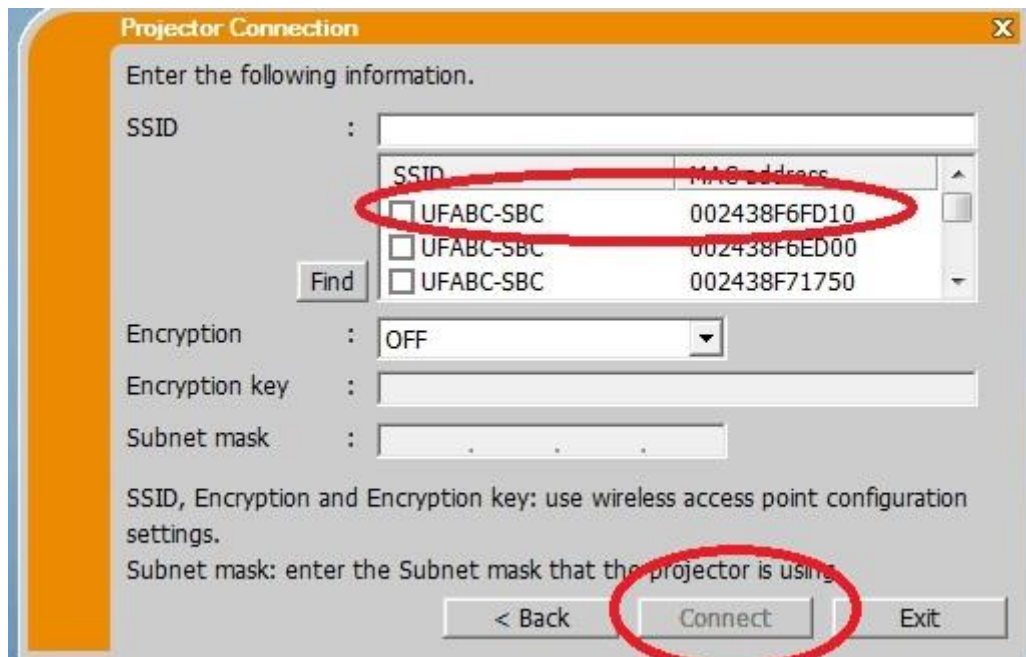 Projector Connection
X
Enter the following information.
SSID :
SSID MAC address
UFABC-SBC 002438F6FD10
UFABC-SBC 002438F6ED00
Find UFABC-SBC 002438F71750
Encryption : OFF
Encryption key :
Subnet mask : . . .
SSID, Encryption and Encryption key: use wireless access point configuration
settings.
Subnet mask: enter the Subnet mask that the projector is using.
< Back Connect Exit